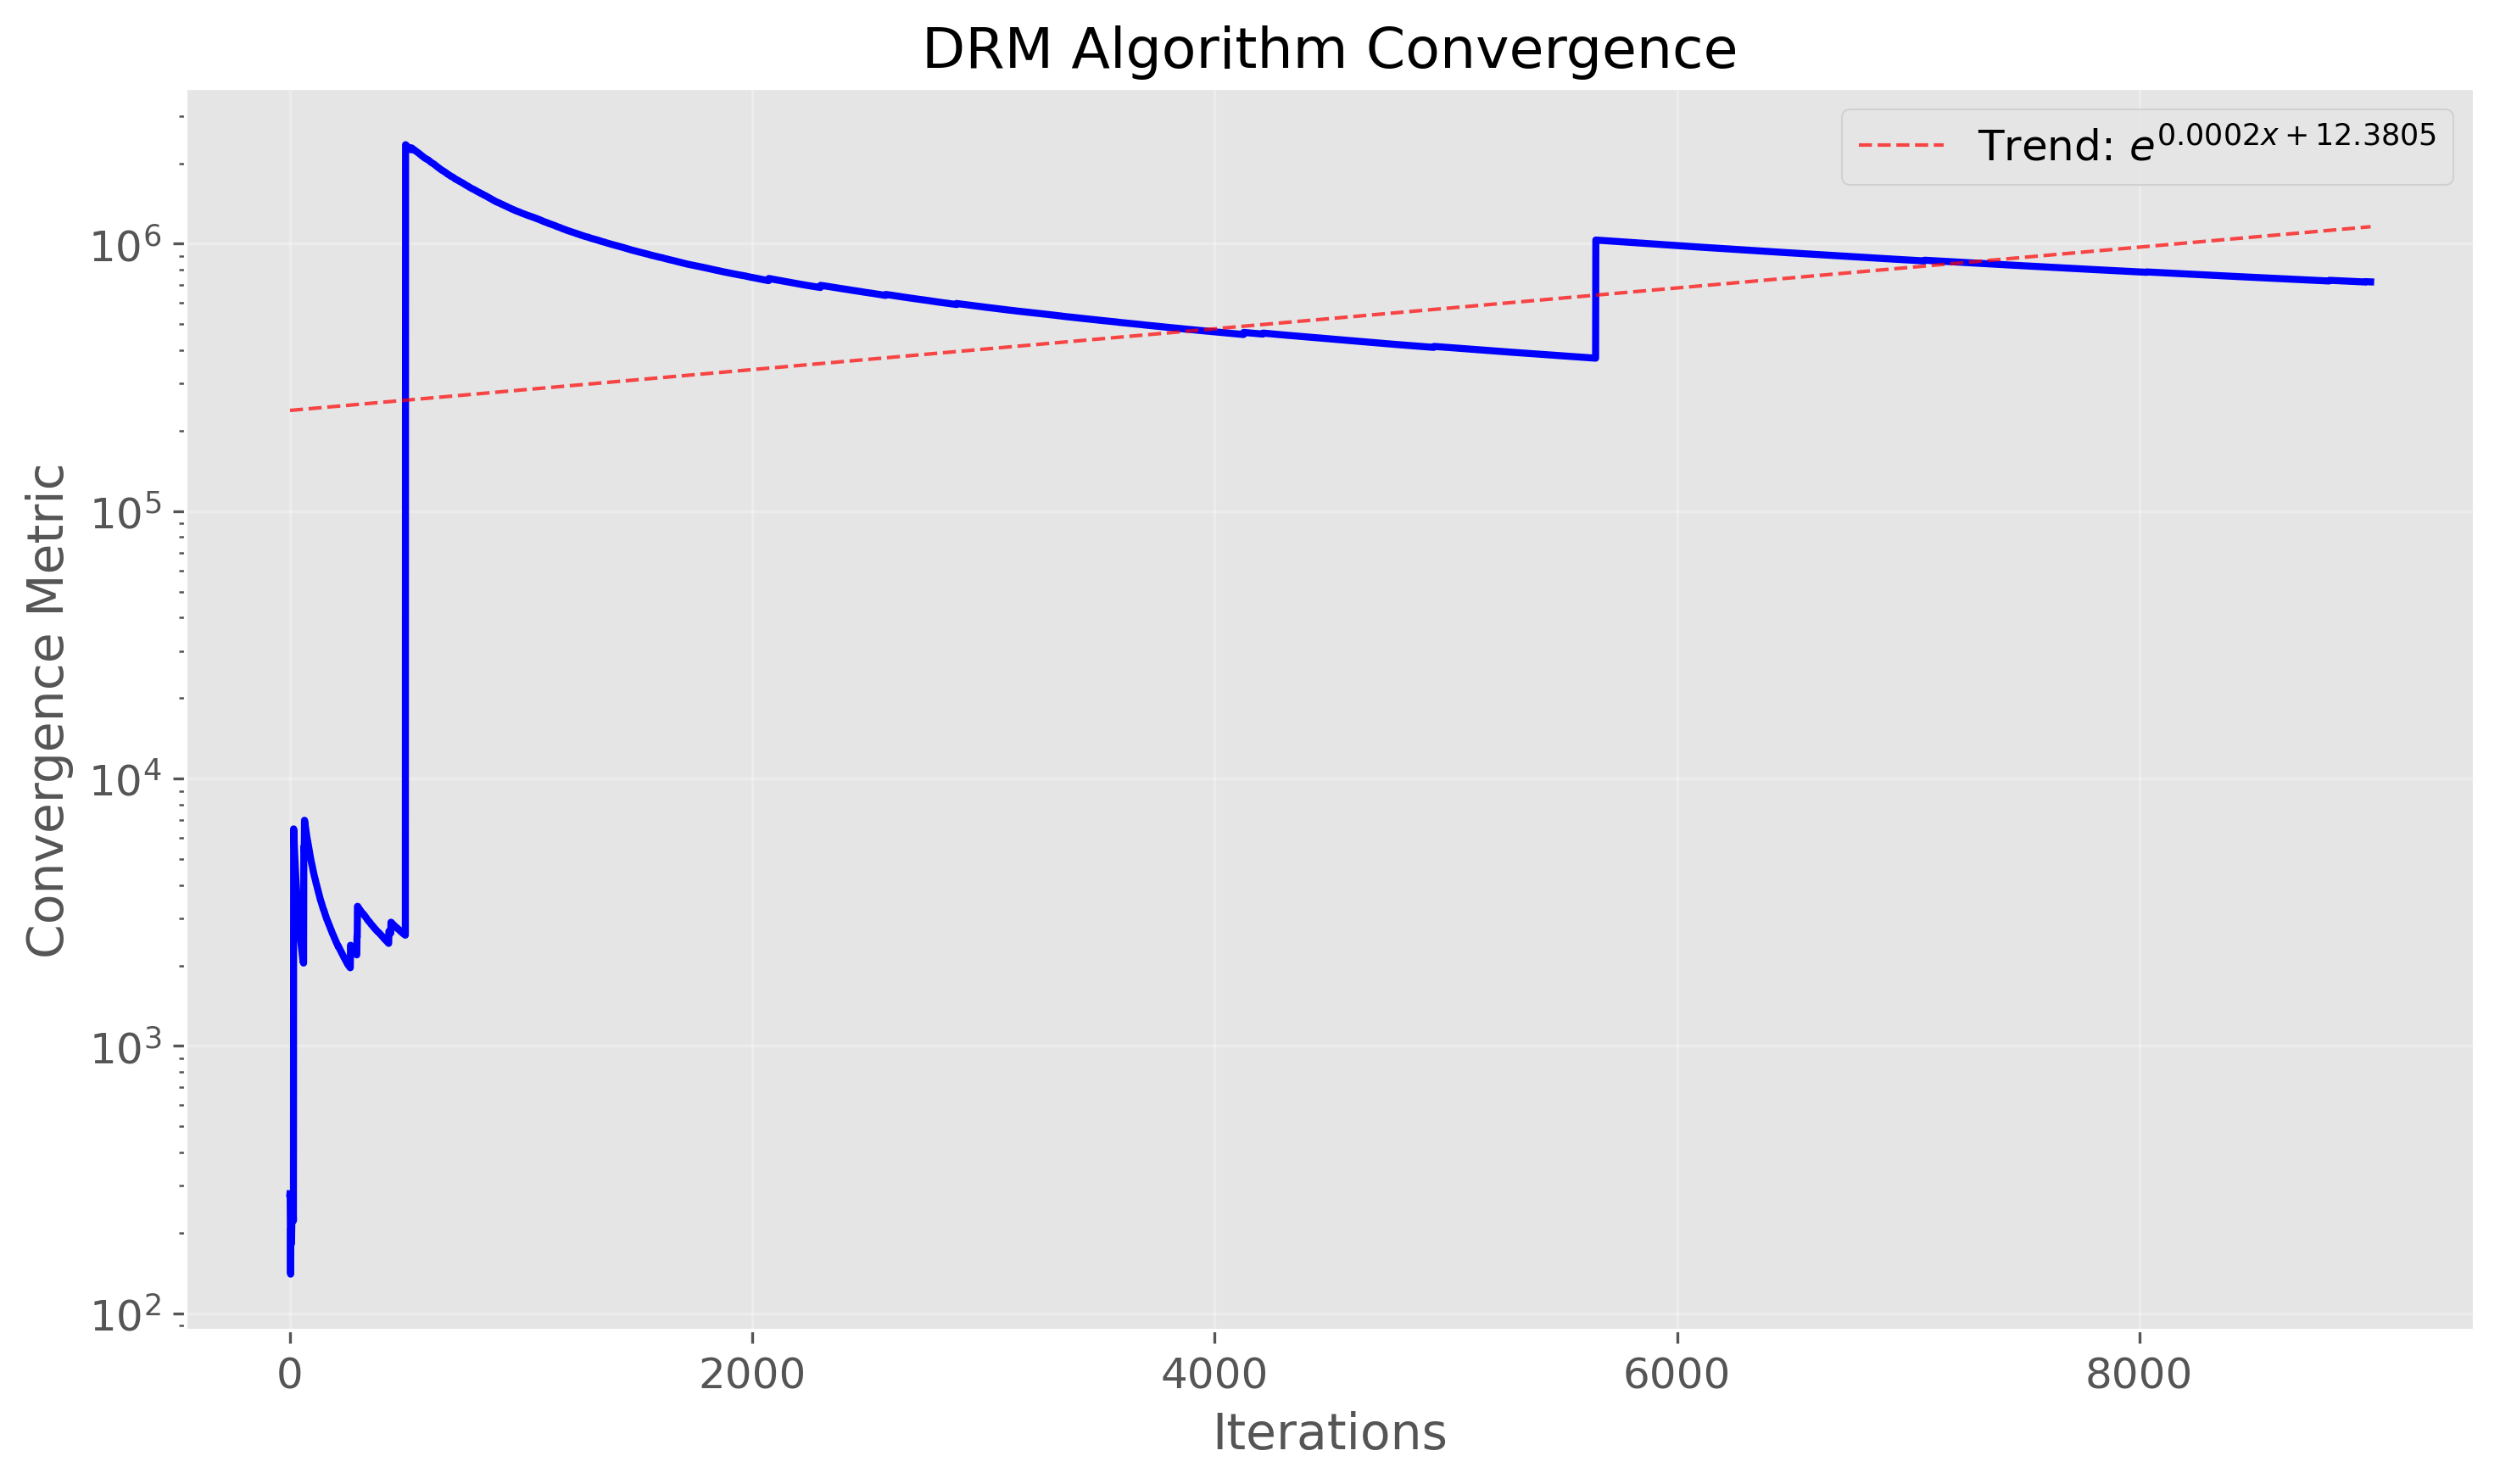 DRM Algorithm Convergence
Trend: e^{0.0002x + 12.3805}
Convergence Metric
10^6
10^5
10^4
10^3
10^2
0 2000 4000 6000 8000
Iterations